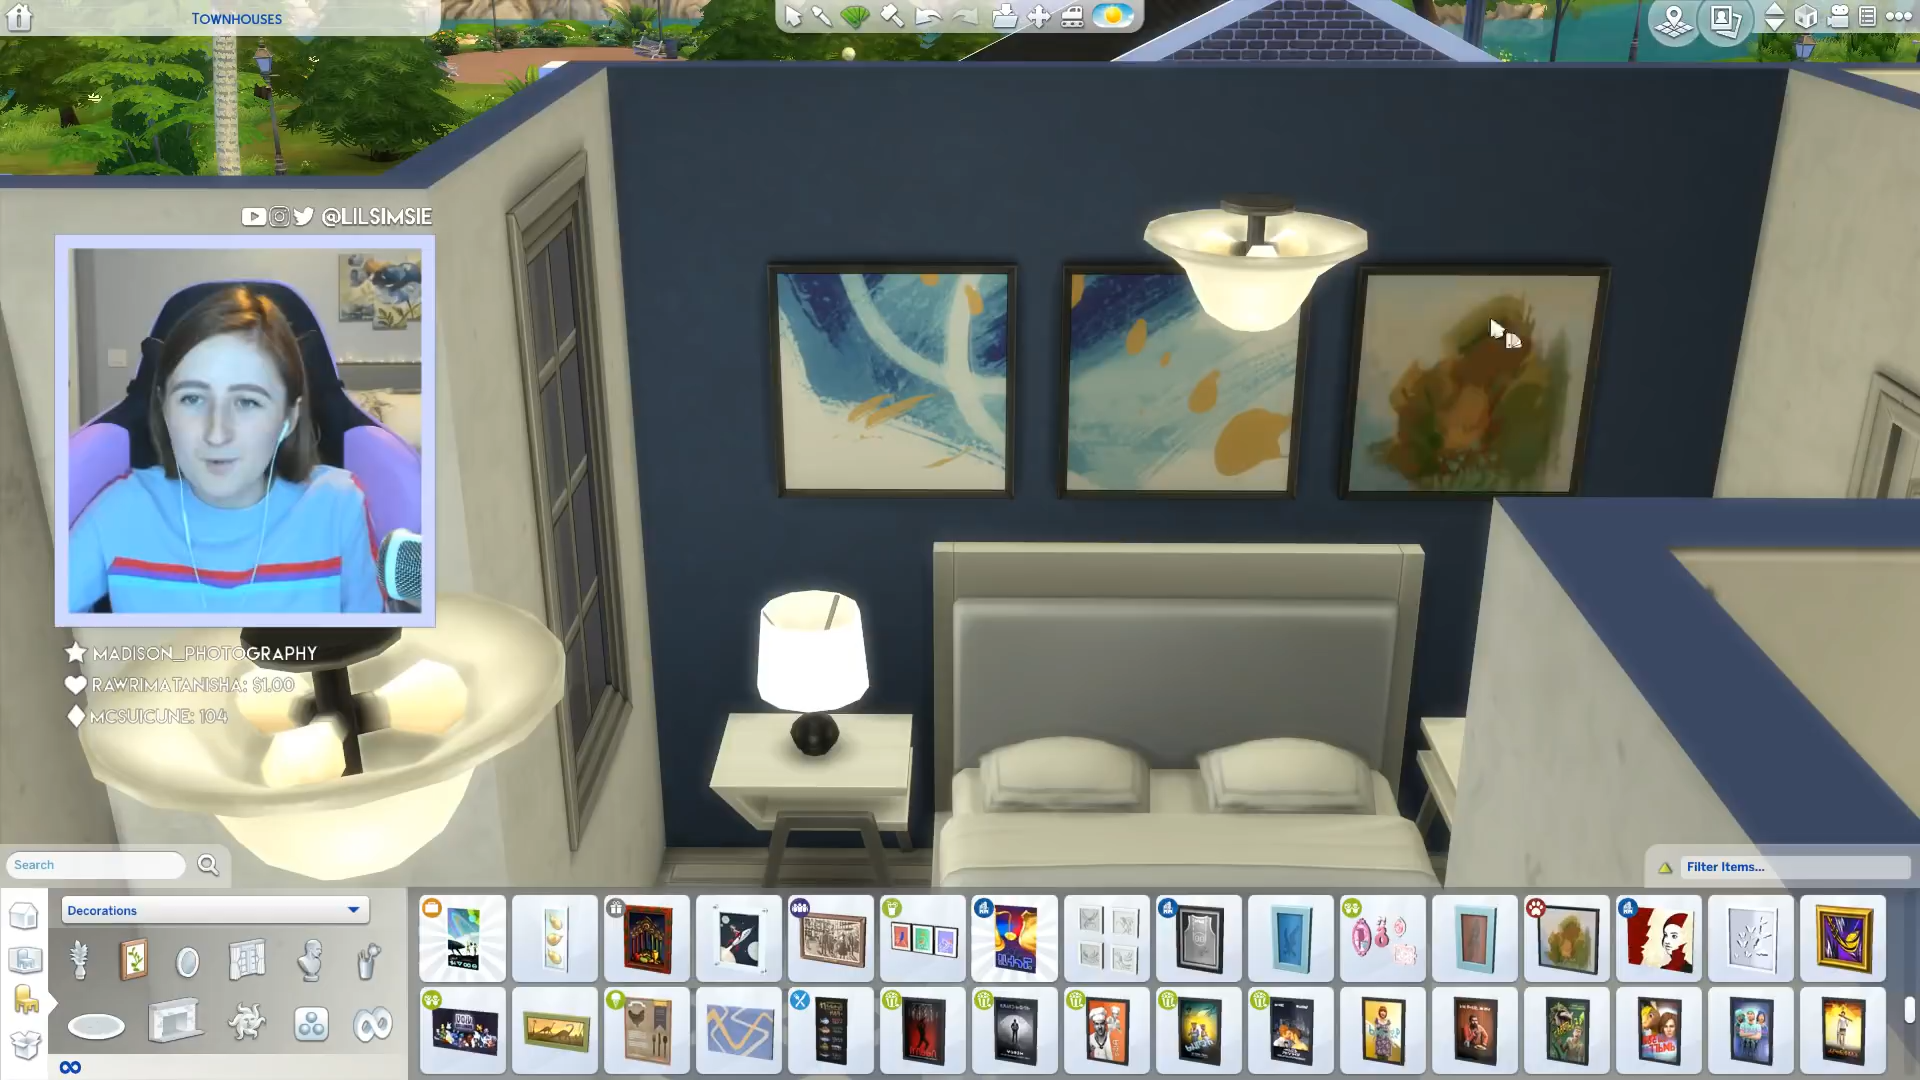 Townhouses
@lilsimsie
Madison_Photography
Rawrimatanisha: $1.00
McSuicune: 104
Search
Filter Items...
Decorations